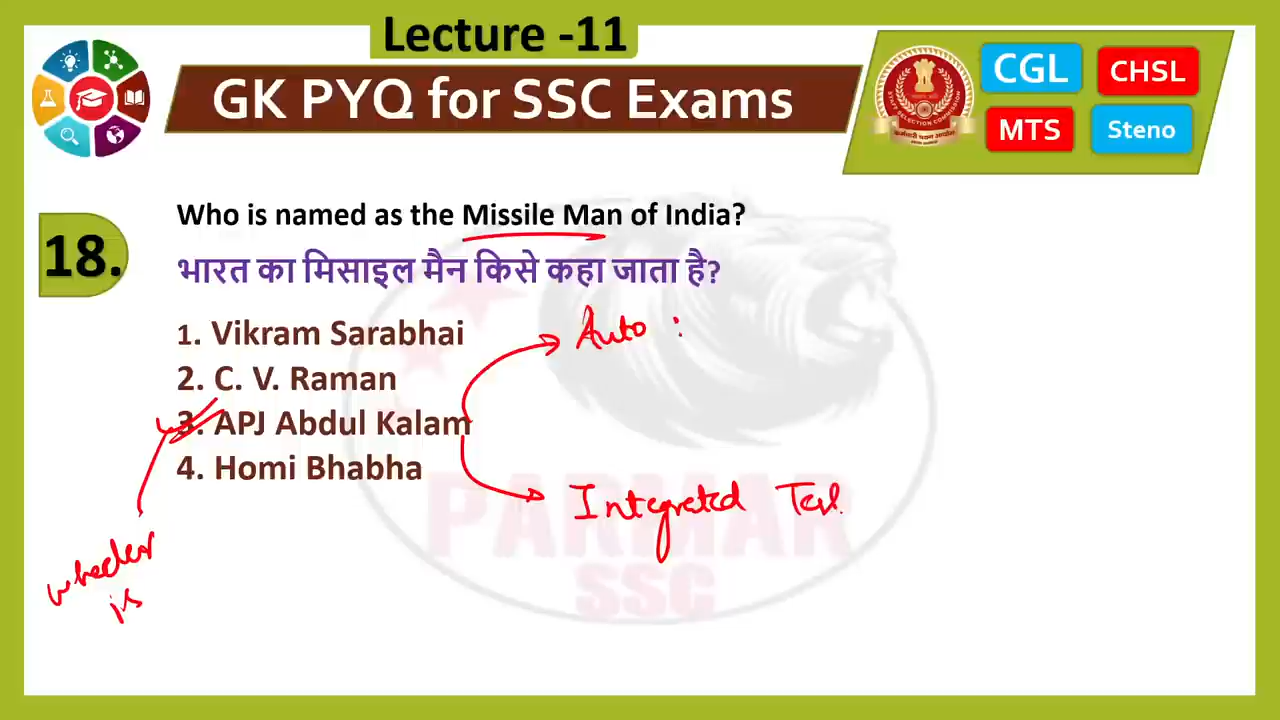 Lecture -11
GK PYQ for SSC Exams
CGL
CHSL
MTS
Steno
18.
Who is named as the Missile Man of India?
भारत का मिसाइल मैन किसे कहा जाता है?
1. Vikram Sarabhai
2. C. V. Raman
3. APJ Abdul Kalam
4. Homi Bhabha
Auto :
Integrated Test
wheeler
is
PARMAR
SSC